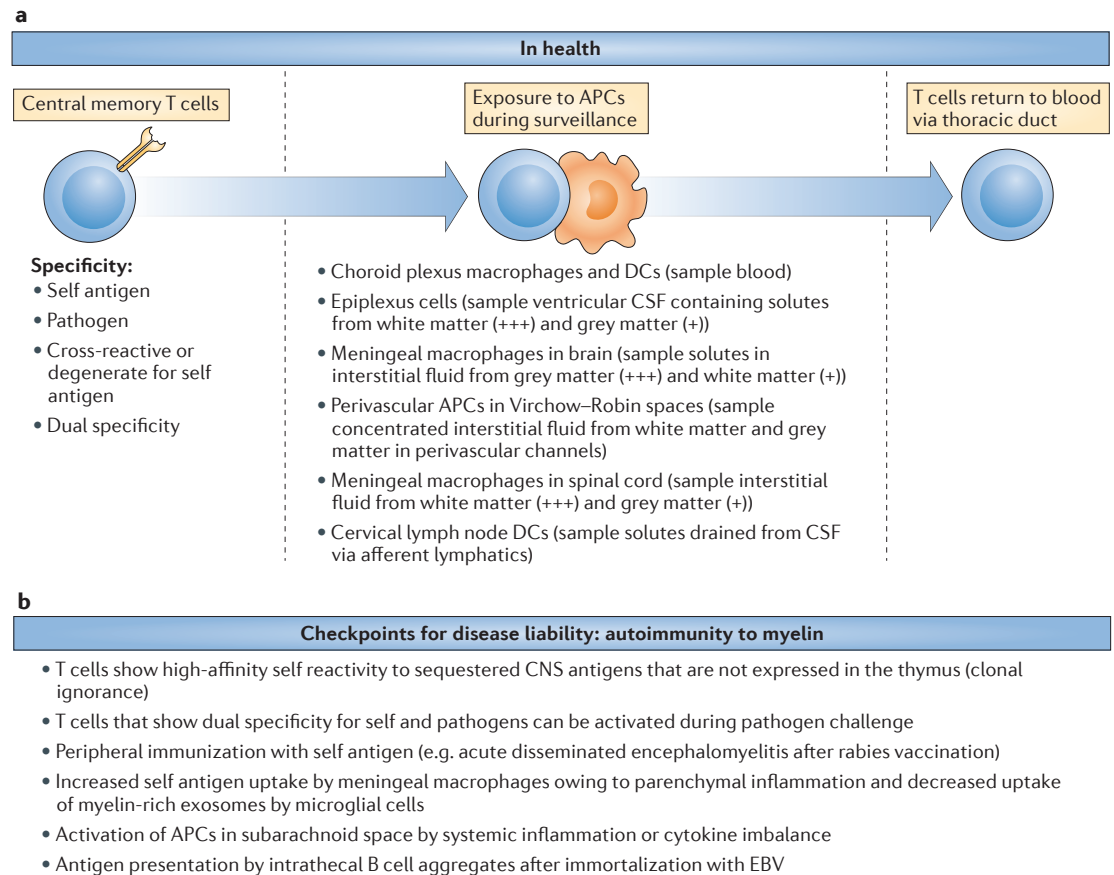 a
In health
Central memory T cells
Exposure to APCs
during surveillance
T cells return to blood
via thoracic duct
Specificity:
• Self antigen
• Pathogen
• Cross-reactive or
degenerate for self
antigen
• Dual specificity
• Choroid plexus macrophages and DCs (sample blood)
• Epiplexus cells (sample ventricular CSF containing solutes
from white matter (+++) and grey matter (+))
• Meningeal macrophages in brain (sample solutes in
interstitial fluid from grey matter (+++) and white matter (+))
• Perivascular APCs in Virchow–Robin spaces (sample
concentrated interstitial fluid from white matter and grey
matter in perivascular channels)
• Meningeal macrophages in spinal cord (sample interstitial
fluid from white matter (+++) and grey matter (+))
• Cervical lymph node DCs (sample solutes drained from CSF
via afferent lymphatics)
b
Checkpoints for disease liability: autoimmunity to myelin
• T cells show high-affinity self reactivity to sequestered CNS antigens that are not expressed in the thymus (clonal
ignorance)
• T cells that show dual specificity for self and pathogens can be activated during pathogen challenge
• Peripheral immunization with self antigen (e.g. acute disseminated encephalomyelitis after rabies vaccination)
• Increased self antigen uptake by meningeal macrophages owing to parenchymal inflammation and decreased uptake
of myelin-rich exosomes by microglial cells
• Activation of APCs in subarachnoid space by systemic inflammation or cytokine imbalance
• Antigen presentation by intrathecal B cell aggregates after immortalization with EBV